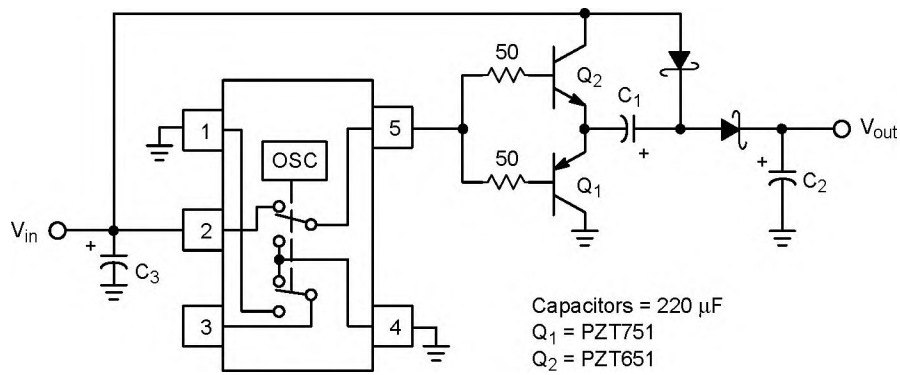 50
Q2
C1
1
5
Vout
OSC
50
+
+
C2
Q1
Vin
2
+
C3
3
4
Capacitors = 220 μF
Q1 = PZT751
Q2 = PZT651